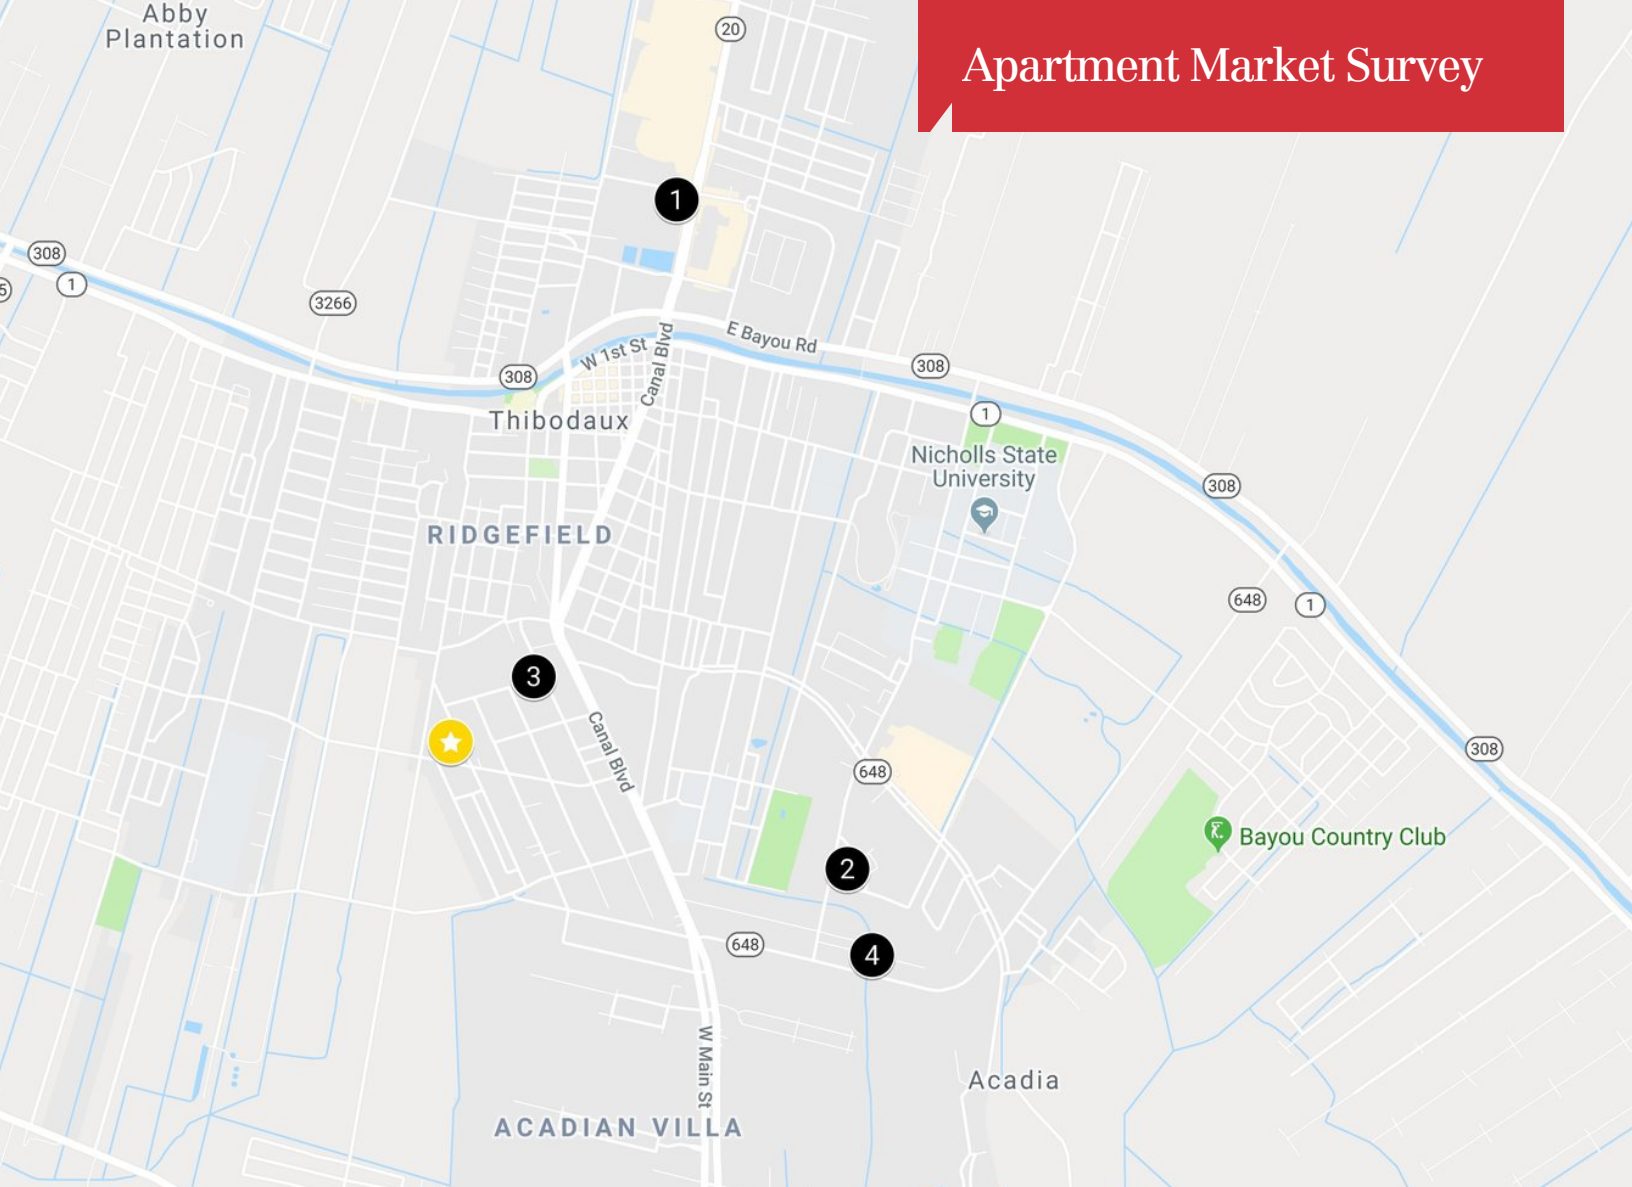 Abby
Plantation
20
Apartment Market Survey
1
308
1
5
3266
E Bayou Rd
W 1st St
Canal Blvd
308
308
1
Thibodaux
Nicholls State
University
308
RIDGEFIELD
648
1
3
Canal Blvd
308
648
Bayou Country Club
2
648
4
W Main St
Acadia
ACADIAN VILLA